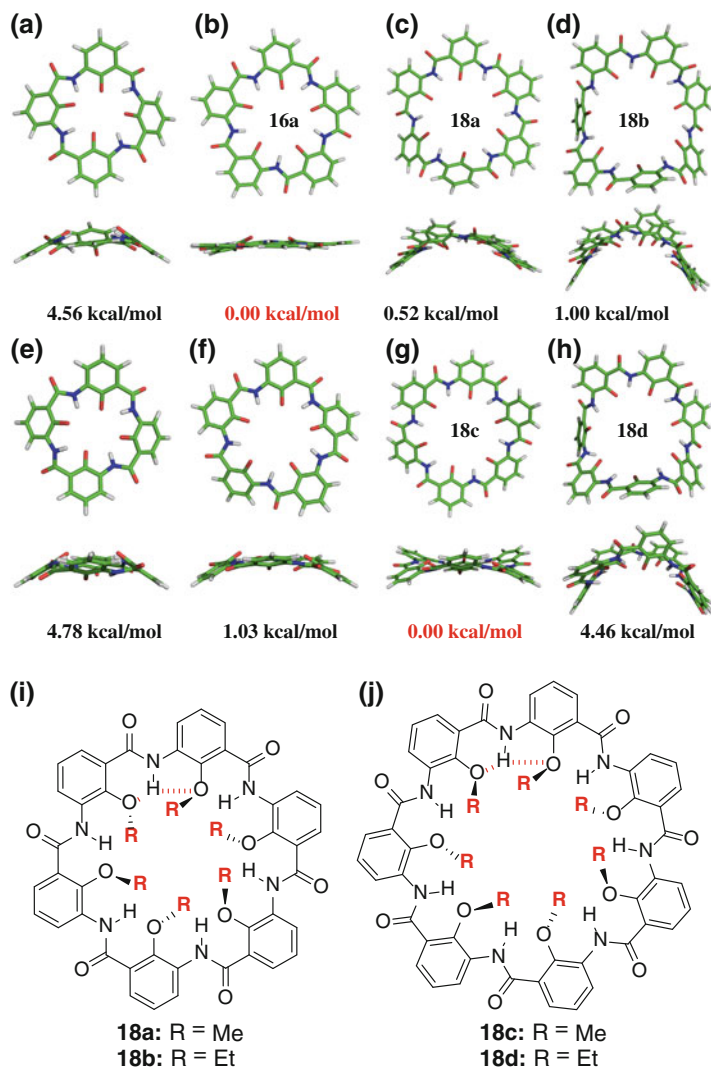 (a) (b) (c) (d)
16a 18a 18b
4.56 kcal/mol 0.00 kcal/mol 0.52 kcal/mol 1.00 kcal/mol
(e) (f) (g) (h)
18c 18d
4.78 kcal/mol 1.03 kcal/mol 0.00 kcal/mol 4.46 kcal/mol
(i)
O
O
N
N
H
H
O
O
R
R
N
H
R
O
O
O
R
R
R
H
N
N
H
O
O
O
O
N
H
H
N
O
O
18a: R = Me
18b: R = Et
(j)
O
O
N
N
H
H
O
O
R
R
N
H
R
O
O
O
R
R
H
N
N
H
R
R
O
O
O
O
O
N
H
H
N
O
O
18c: R = Me
18d: R = Et